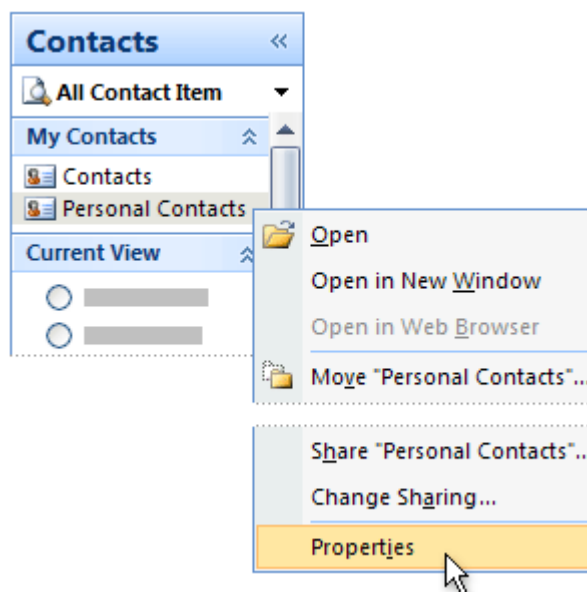 Contacts
All Contact Item
My Contacts
Contacts
Personal Contacts
Current View
Open
Open in New Window
Open in Web Browser
Move "Personal Contacts"...
Share "Personal Contacts"...
Change Sharing...
Properties